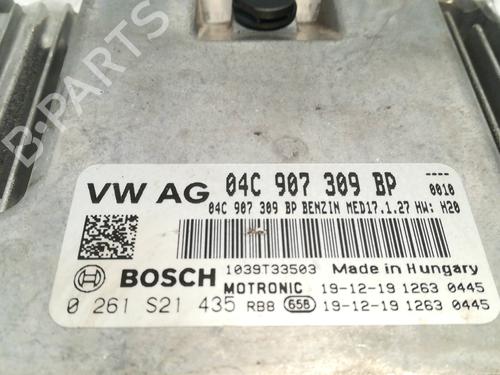 B-PARTS
VW AG 04C 907 309 BP ----
0010
04C 907 309 BP BENZIN MED17.1.27 HW: H20
BOSCH 1039T33503 Made in Hungary
MOTRONIC 19-12-19 1263 0445
0 261 S21 435 RBB 65B 19-12-19 1263 0445